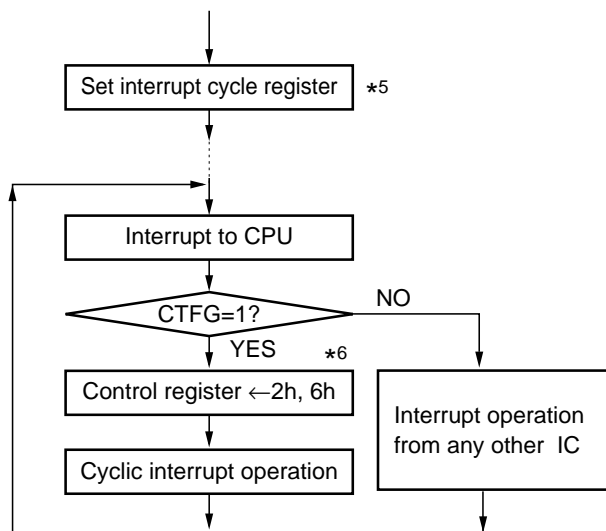 Set interrupt cycle register *5
Interrupt to CPU
CTFG=1?
NO
YES
*6
Control register ←2h, 6h
Interrupt operation
from any other IC
Cyclic interrupt operation